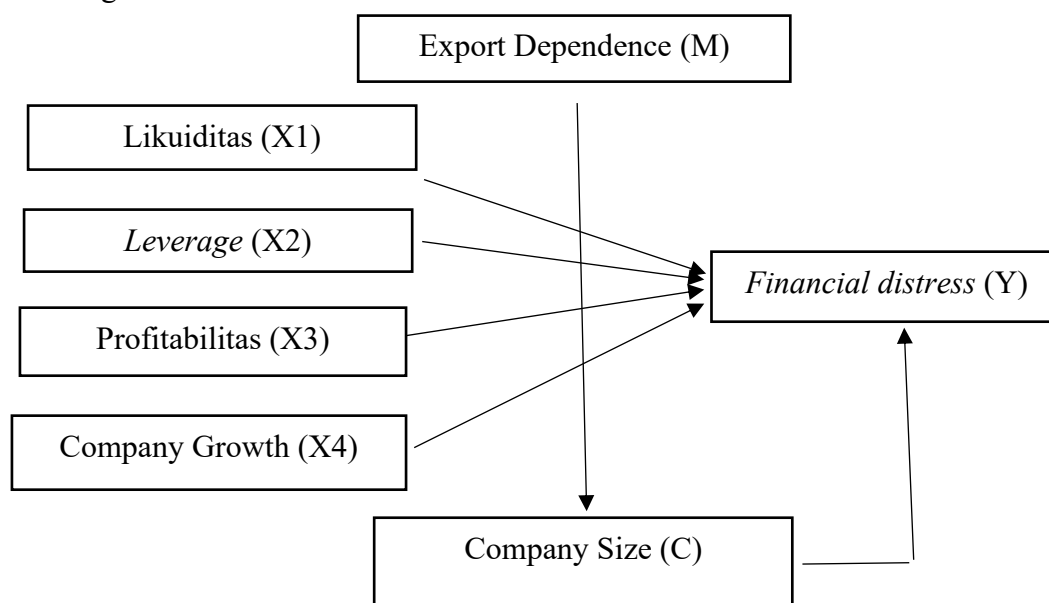 Export Dependence (M)
Likuiditas (X1)
Leverage (X2)
Financial distress (Y)
Profitabilitas (X3)
Company Growth (X4)
Company Size (C)